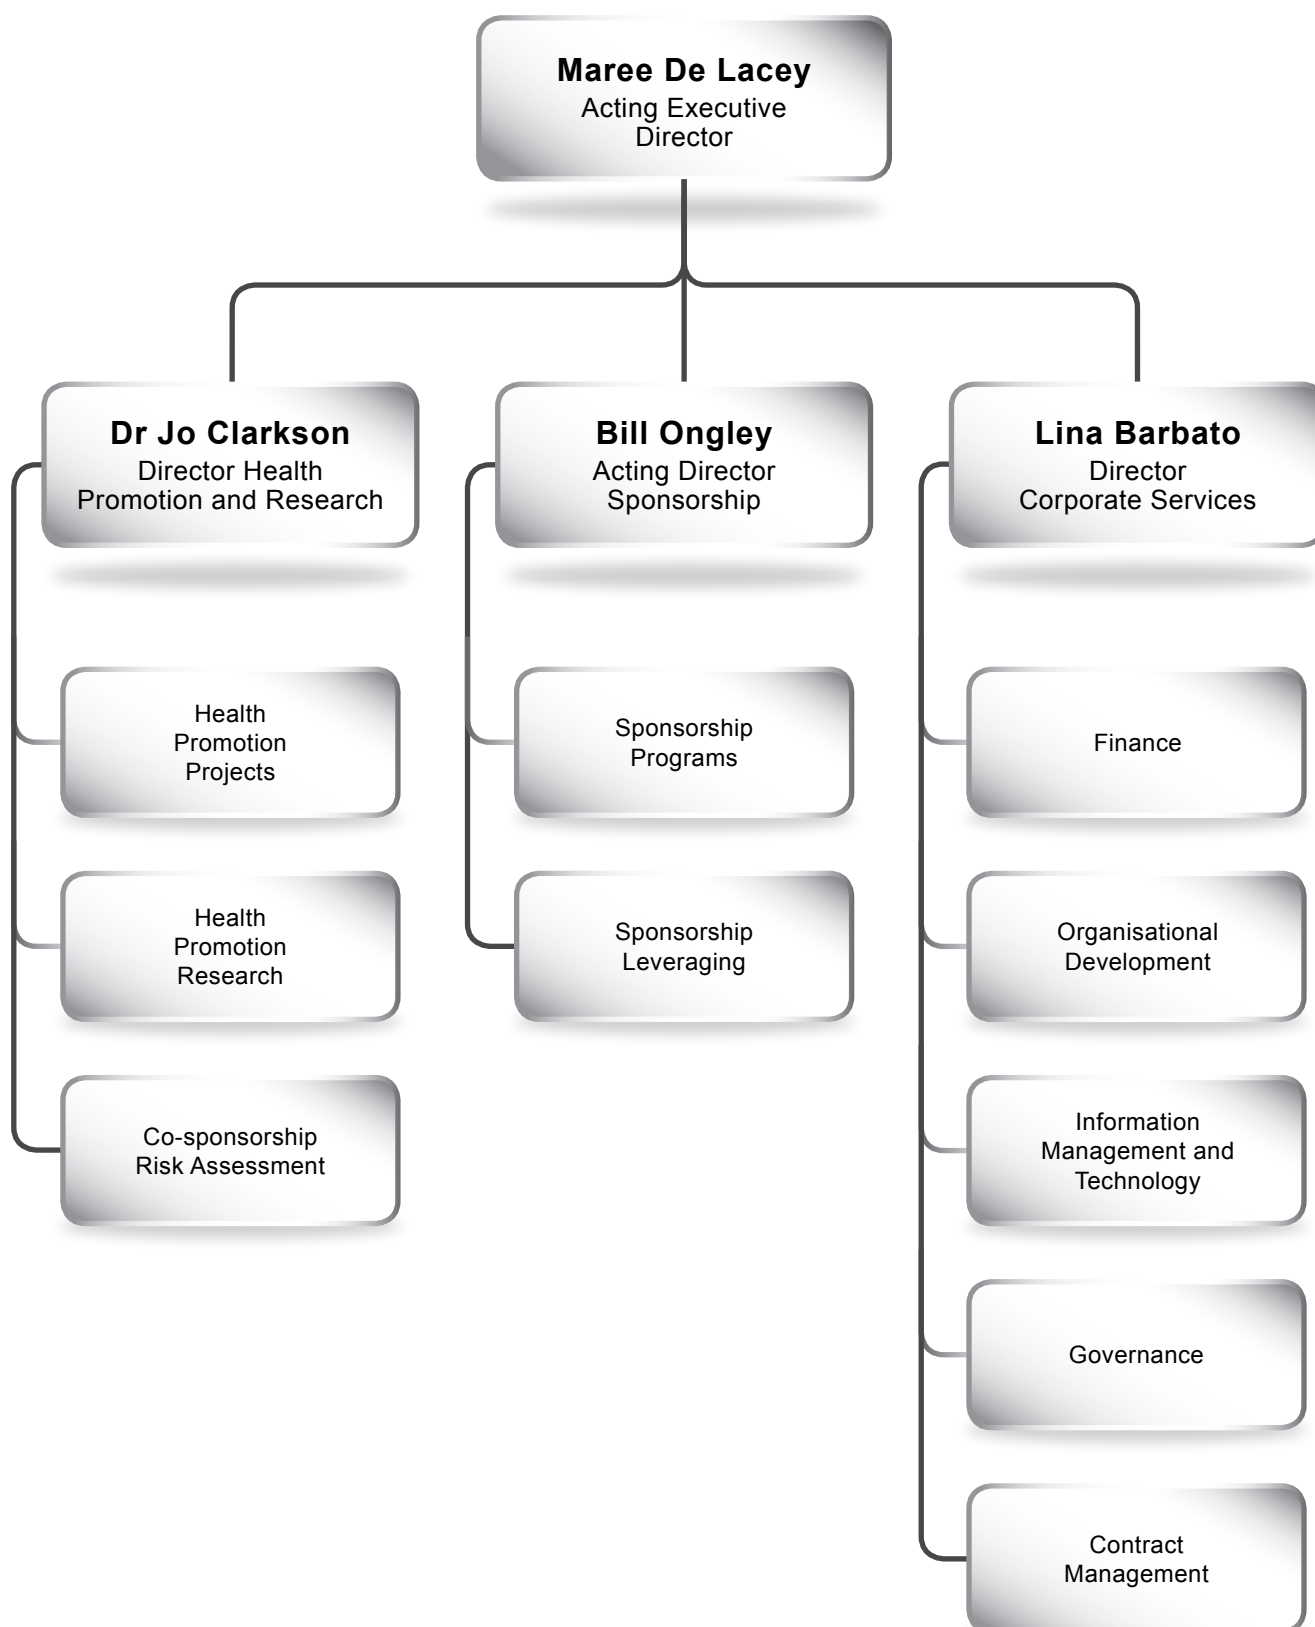 Maree De Lacey
Acting Executive
Director
Dr Jo Clarkson
Director Health
Promotion and Research
Bill Ongley
Acting Director
Sponsorship
Lina Barbato
Director
Corporate Services
Health
Promotion
Projects
Health
Promotion
Research
Co-sponsorship
Risk Assessment
Sponsorship
Programs
Sponsorship
Leveraging
Finance
Organisational
Development
Information
Management and
Technology
Governance
Contract
Management